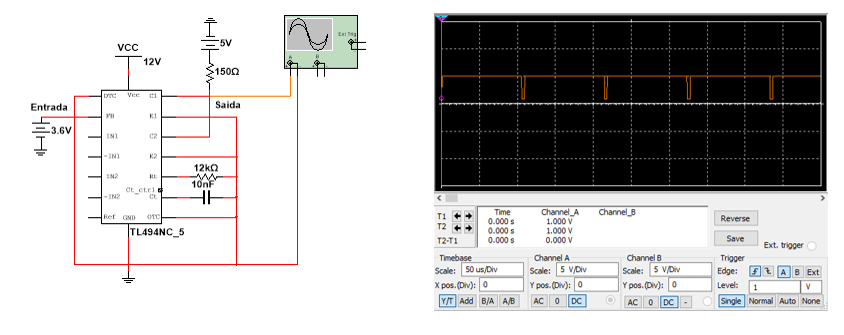 5V
Ext Trig
A
B
VCC
12V
150Ω
DTC
Vcc
C1
Saida
Entrada
FB
E1
3.6V
IN1
C2
-IN1
E2
12kΩ
IN2
Rt
10nF
Ct_ctrl
-IN2
Ct
Ref
GND
OTC
TL494NC_5
Time
Channel_A
Channel_B
T1
0.000 s
1.000 V
T2
0.000 s
1.000 V
T2-T1
0.000 s
0.000 V
Reverse
Save
Ext. trigger
Timebase
Scale: 50 us/Div
X pos.(Div): 0
Y/T Add B/A A/B
Channel A
Scale: 5 V/Div
Y pos.(Div): 0
AC 0 DC
Channel B
Scale: 5 V/Div
Y pos.(Div): 0
AC 0 DC -
Trigger
Edge: A B Ext
Level: 1 V
Single Normal Auto None